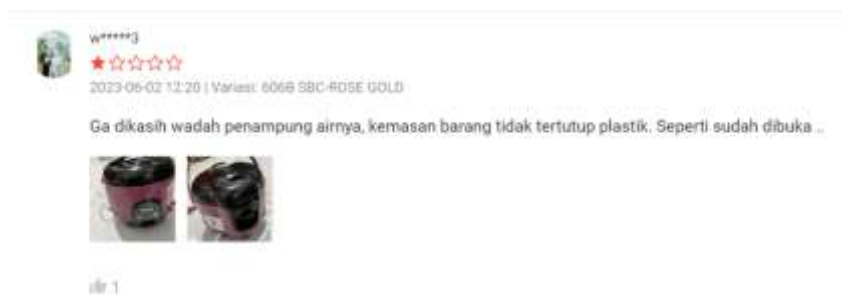 w*****3
2023-06-02 12:20 | Variasi: 606B SBC-ROSE GOLD
Ga dikasih wadah penampung airnya, kemasan barang tidak tertutup plastik. Seperti sudah dibuka ..
1